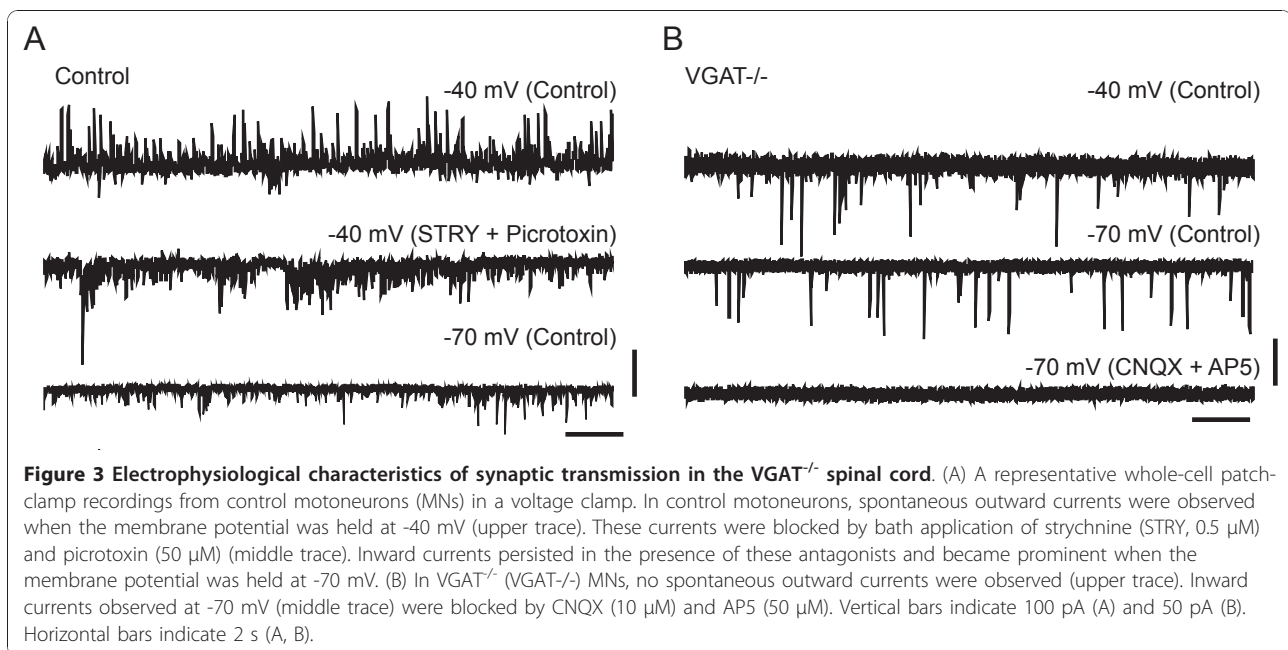 A
B
Control
-40 mV (Control)
-40 mV (STRY + Picrotoxin)
-70 mV (Control)
VGAT-/-
-40 mV (Control)
-70 mV (Control)
-70 mV (CNQX + AP5)
Figure 3 Electrophysiological characteristics of synaptic transmission in the VGAT-/- spinal cord. (A) A representative whole-cell patch-
clamp recordings from control motoneurons (MNs) in a voltage clamp. In control motoneurons, spontaneous outward currents were observed
when the membrane potential was held at -40 mV (upper trace). These currents were blocked by bath application of strychnine (STRY, 0.5 μM)
and picrotoxin (50 μM) (middle trace). Inward currents persisted in the presence of these antagonists and became prominent when the
membrane potential was held at -70 mV. (B) In VGAT-/- (VGAT-/-) MNs, no spontaneous outward currents were observed (upper trace). Inward
currents observed at -70 mV (middle trace) were blocked by CNQX (10 μM) and AP5 (50 μM). Vertical bars indicate 100 pA (A) and 50 pA (B).
Horizontal bars indicate 2 s (A, B).